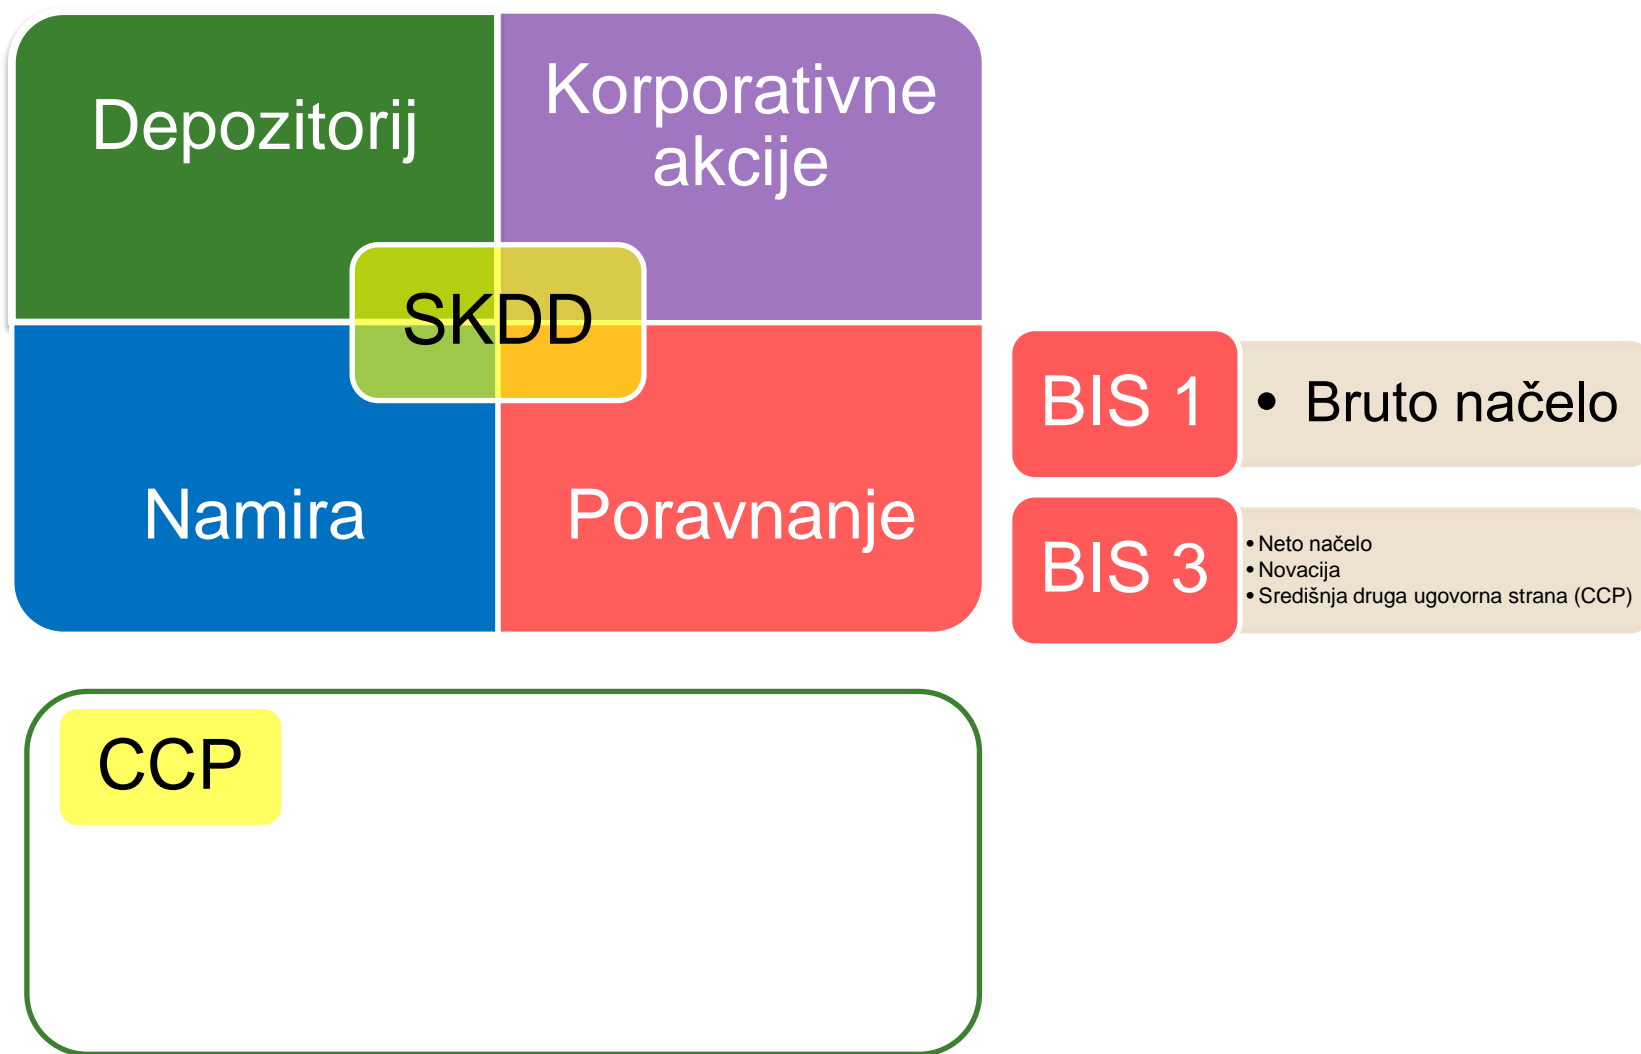 Depozitorij
Korporativne
akcije
SKDD
Namira
Poravnanje
BIS 1
• Bruto načelo
BIS 3
• Neto načelo
• Novacija
• Središnja druga ugovorna strana (CCP)
CCP